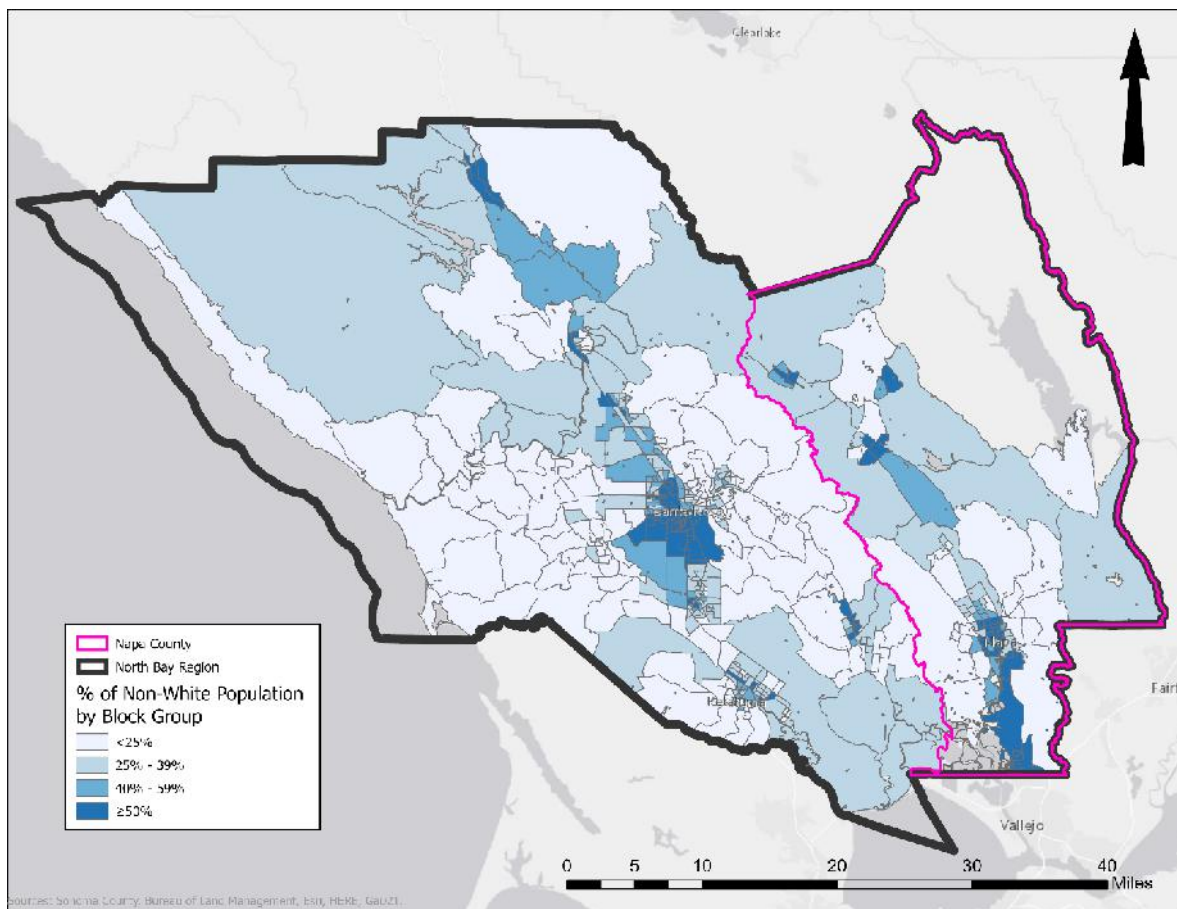 Clearlake
Santa Rosa
Napa
Petaluma
Fairf
Vallejo
Napa County
North Bay Region
% of Non-White Population
by Block Group
<25%
25% - 39%
40% - 59%
0 5 10 20 30 40
Miles
Sources: Sonoma County, Bureau of Land Management, Esri, HERE,